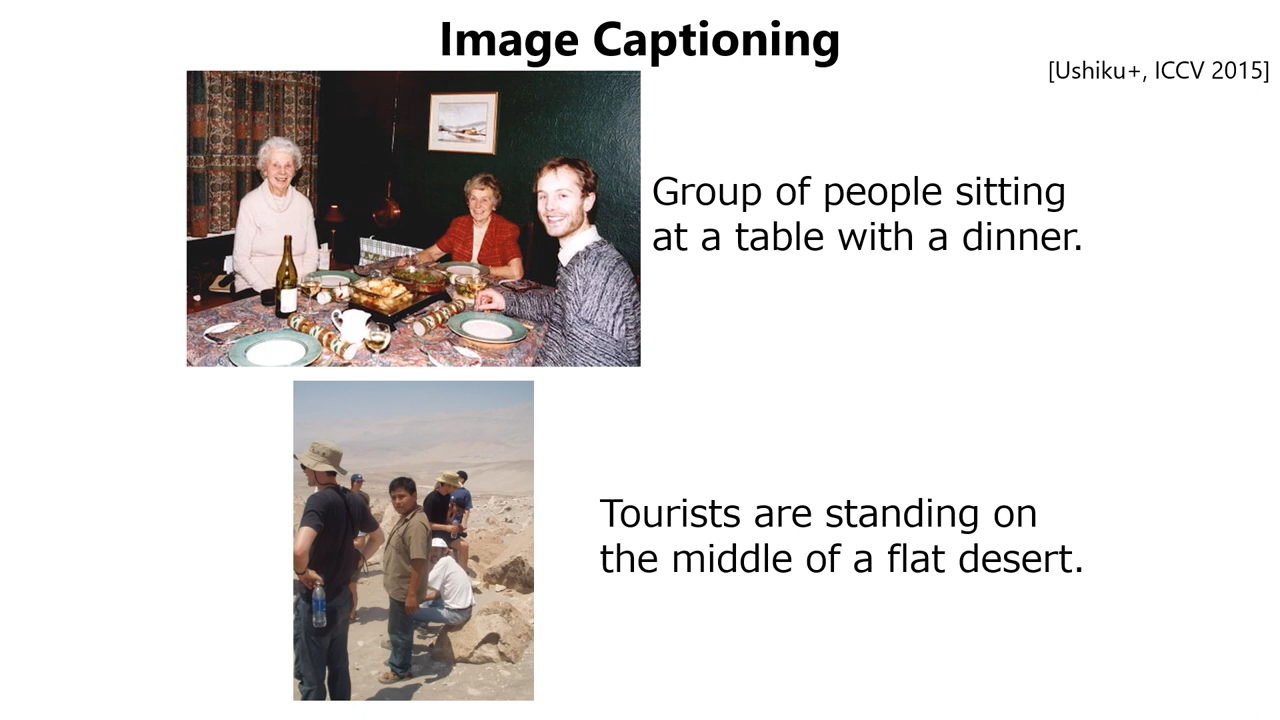 Image Captioning
[Ushiku+, ICCV 2015]
Group of people sitting
at a table with a dinner.
Tourists are standing on
the middle of a flat desert.